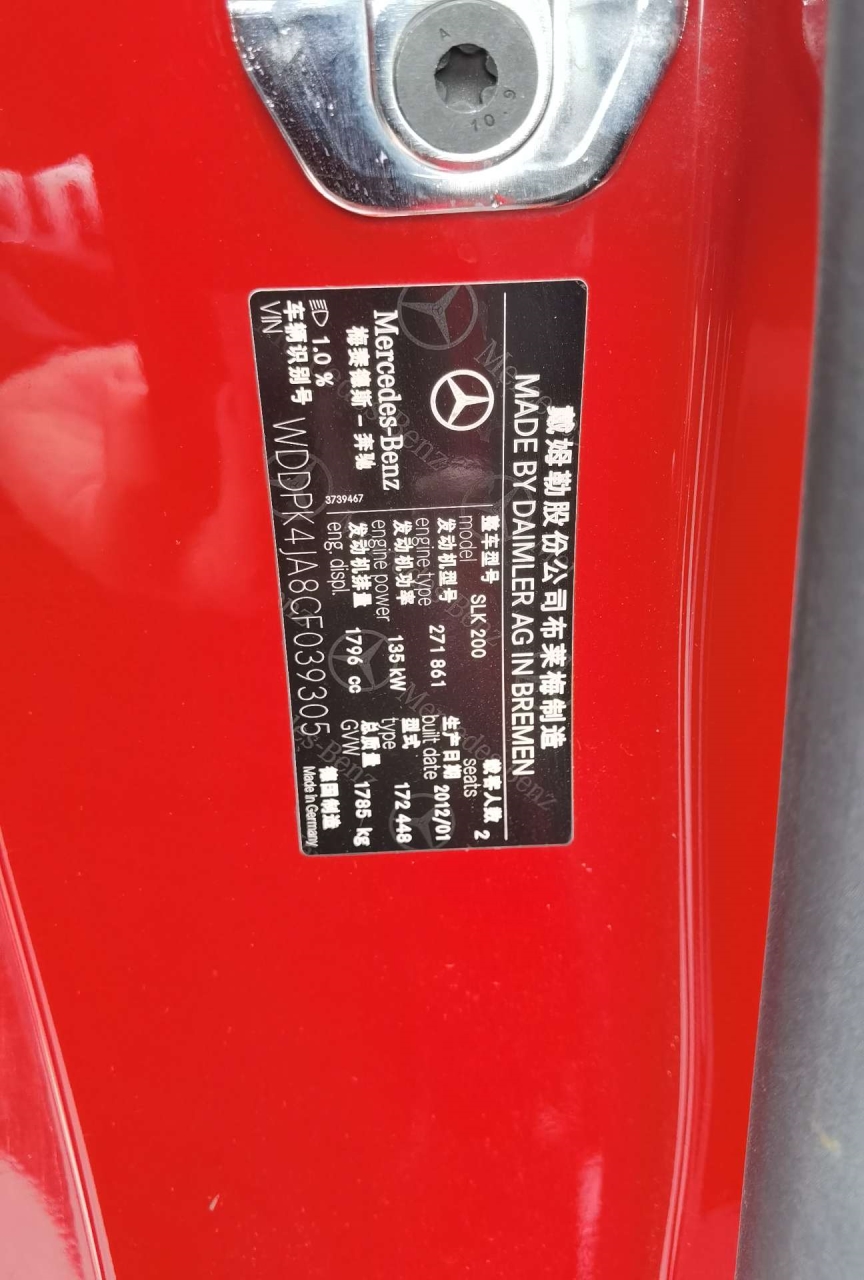 A
10.9
戴姆勒股份公司布莱梅制造
MADE BY DAIMLER AG IN BREMEN
Mercedes-Benz
梅赛德斯－奔驰
3739467
整车型号 SLK 200
model
载客人数 2
seats
发动机型号 271 861
engine type
生产日期 2012/01
built date
发动机功率 135 kW
engine power
型式 172 448
type
发动机排量 1796 cc
eng. displ.
总质量 1785 kg
GVW
1.0 %
车辆识别号
VIN
WDDPK4JA8CF039305
德国制造
Made in Germany